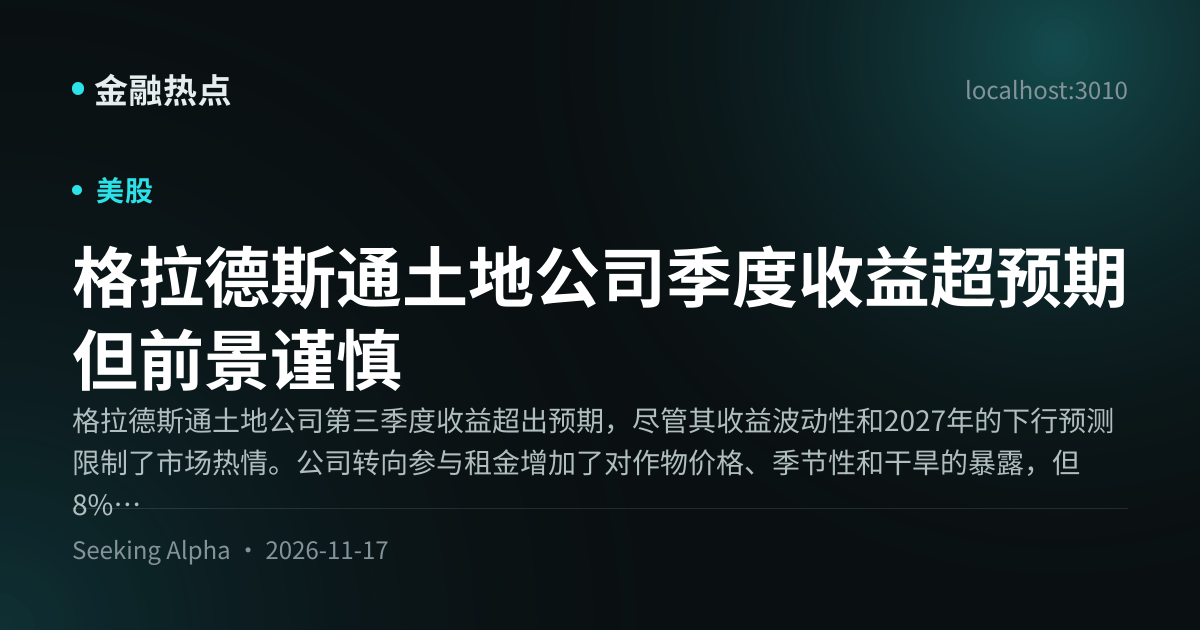 金融热点
localhost:3010
美股
格拉德斯通土地公司季度收益超预期
但前景谨慎
格拉德斯通土地公司第三季度收益超出预期，尽管其收益波动性和2027年的下行预测
限制了市场热情。公司转向参与租金增加了对作物价格、季节性和干旱的暴露，但
8%…
Seeking Alpha · 2026-11-17